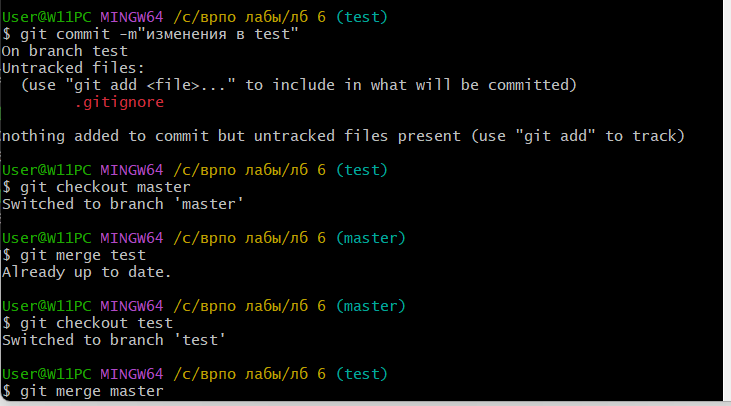 User@W11PC MINGW64 /c/врпо лабы/лб 6 (test)
$ git commit -m"изменения в test"
On branch test
Untracked files:
  (use "git add <file>..." to include in what will be committed)
        .gitignore
nothing added to commit but untracked files present (use "git add" to track)
User@W11PC MINGW64 /c/врпо лабы/лб 6 (test)
$ git checkout master
Switched to branch 'master'
User@W11PC MINGW64 /c/врпо лабы/лб 6 (master)
$ git merge test
Already up to date.
User@W11PC MINGW64 /c/врпо лабы/лб 6 (master)
$ git checkout test
Switched to branch 'test'
User@W11PC MINGW64 /c/врпо лабы/лб 6 (test)
$ git merge master